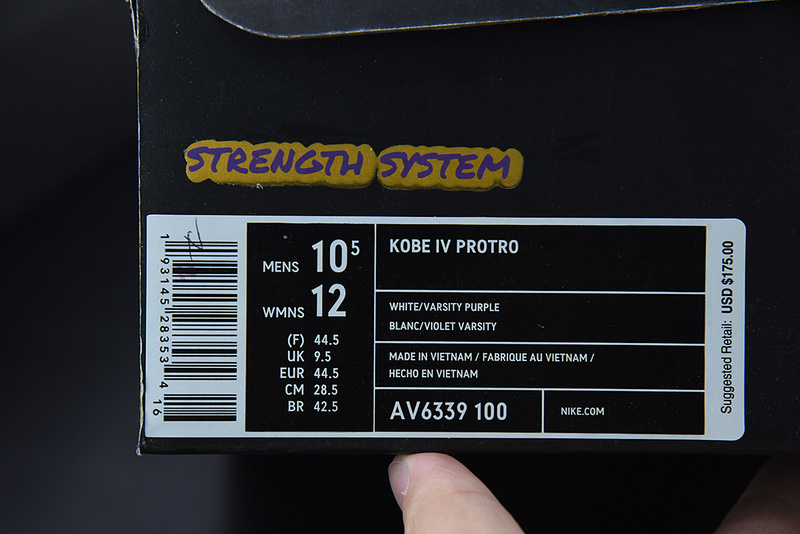 STRENGTH SYSTEM
1 93145 28353 4
16
MENS 10 5
WMNS 12
(F) 44.5
UK 9.5
EUR 44.5
CM 28.5
BR 42.5
KOBE IV PROTRO
WHITE/VARSITY PURPLE
BLANC/VIOLET VARSITY
MADE IN VIETNAM / FABRIQUE AU VIETNAM /
HECHO EN VIETNAM
AV6339 100
NIKE.COM
Suggested Retail: USD $175.00